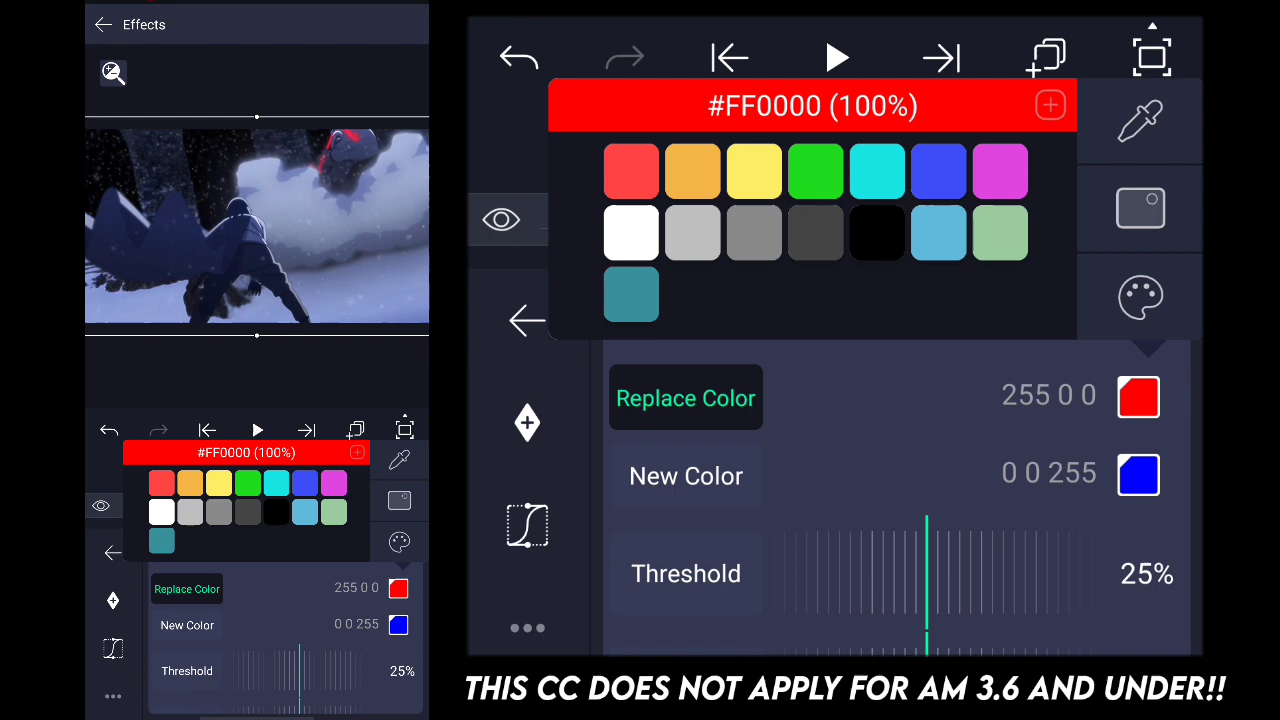 Effects
#FF0000 (100%)
Replace Color
255 0 0
New Color
0 0 255
Threshold
25%
#FF0000 (100%)
Replace Color
255 0 0
New Color
0 0 255
Threshold
25%
THIS CC DOES NOT APPLY FOR AM 3.6 AND UNDER!!